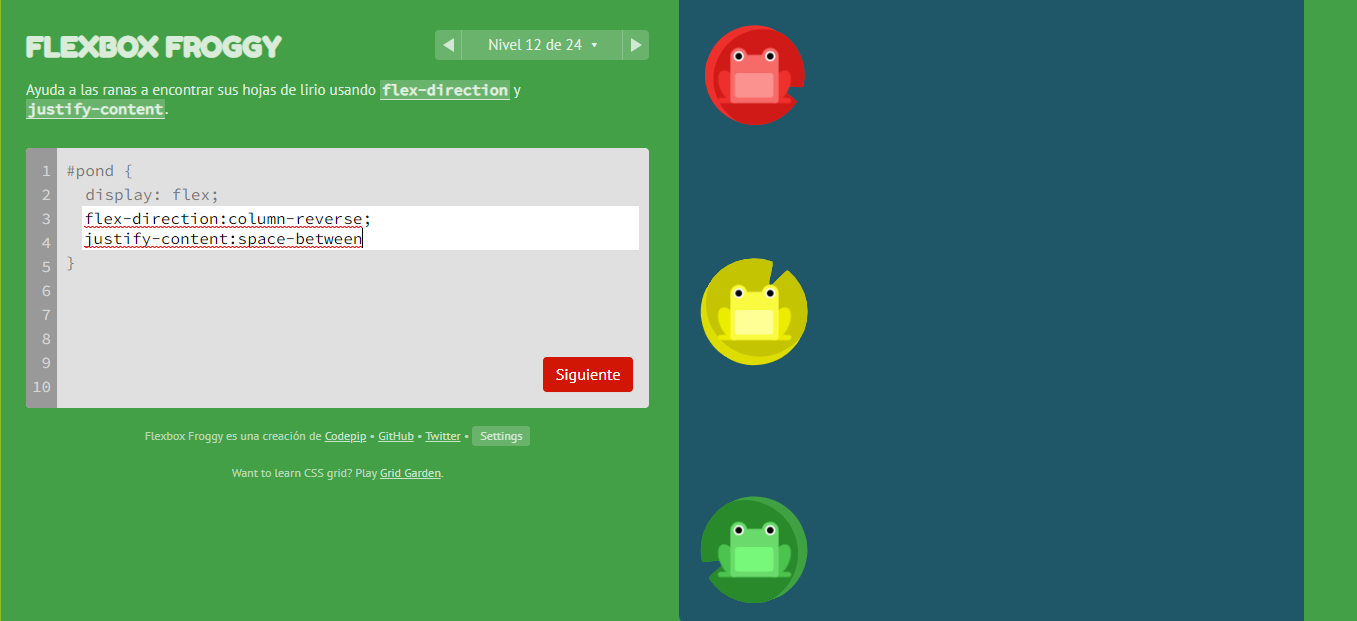 FLEXBOX FROGGY
◀ Nivel 12 de 24 ▾ ▶
Ayuda a las ranas a encontrar sus hojas de lirio usando flex-direction y
justify-content.
1 #pond {
2 display: flex;
3 flex-direction:column-reverse;
4 justify-content:space-between
5 }
6
7
8
9
10
Siguiente
Flexbox Froggy es una creación de Codepip • GitHub • Twitter • Settings
Want to learn CSS grid? Play Grid Garden.